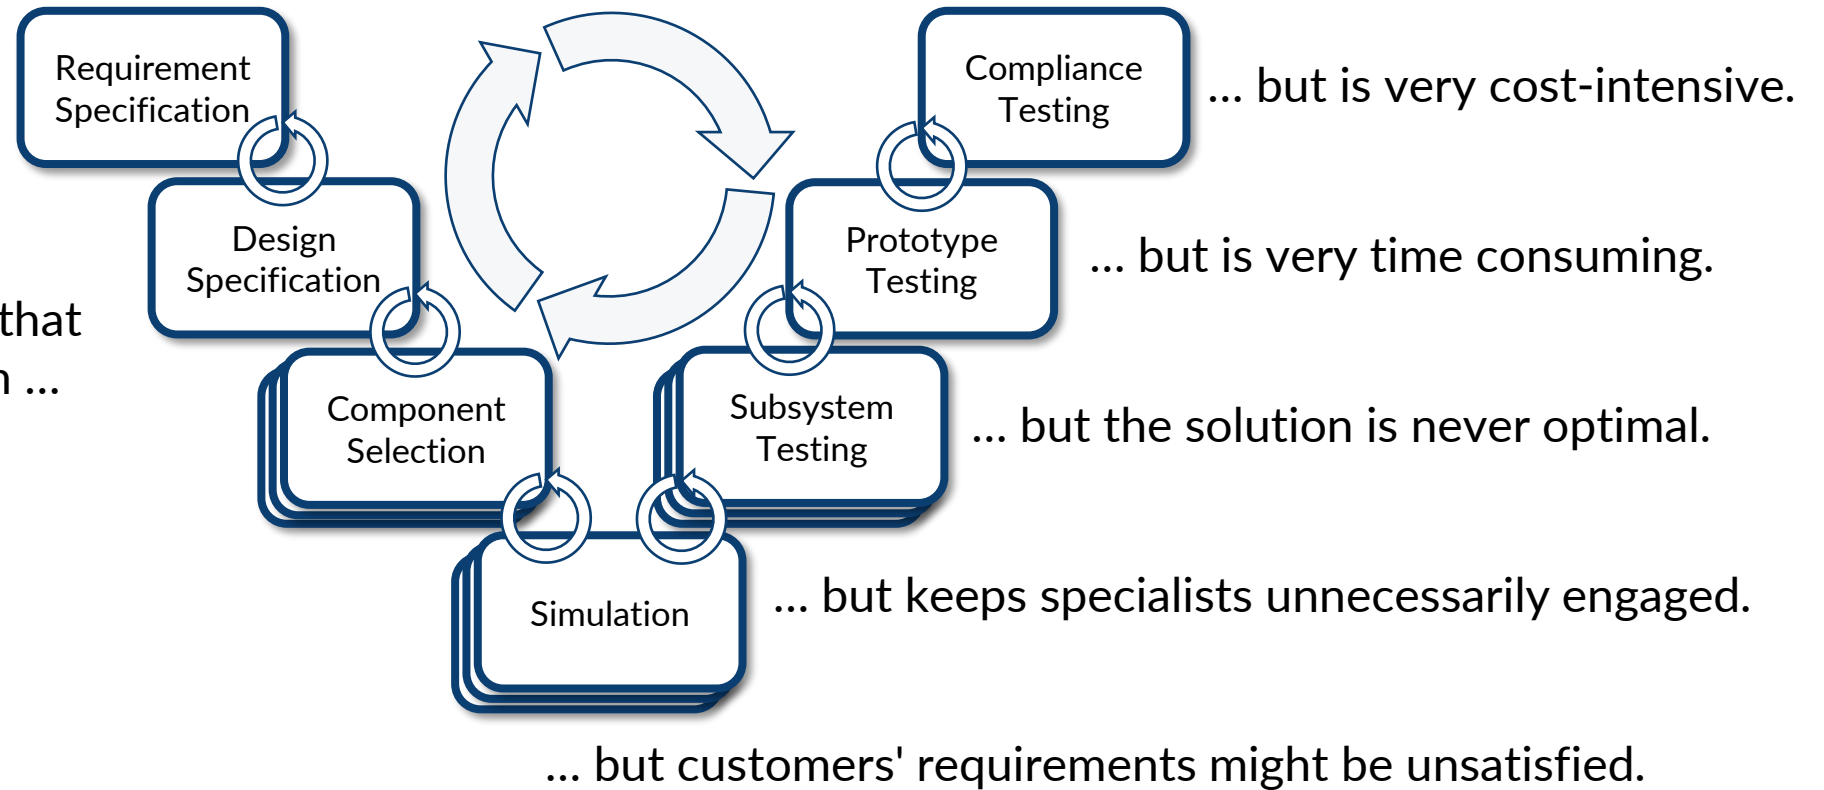 Requirement
Specification
Compliance
Testing
... but is very cost-intensive.
Design
Specification
Prototype
Testing
... but is very time consuming.
that
...
Component
Selection
Subsystem
Testing
... but the solution is never optimal.
Simulation
... but keeps specialists unnecessarily engaged.
... but customers' requirements might be unsatisfied.